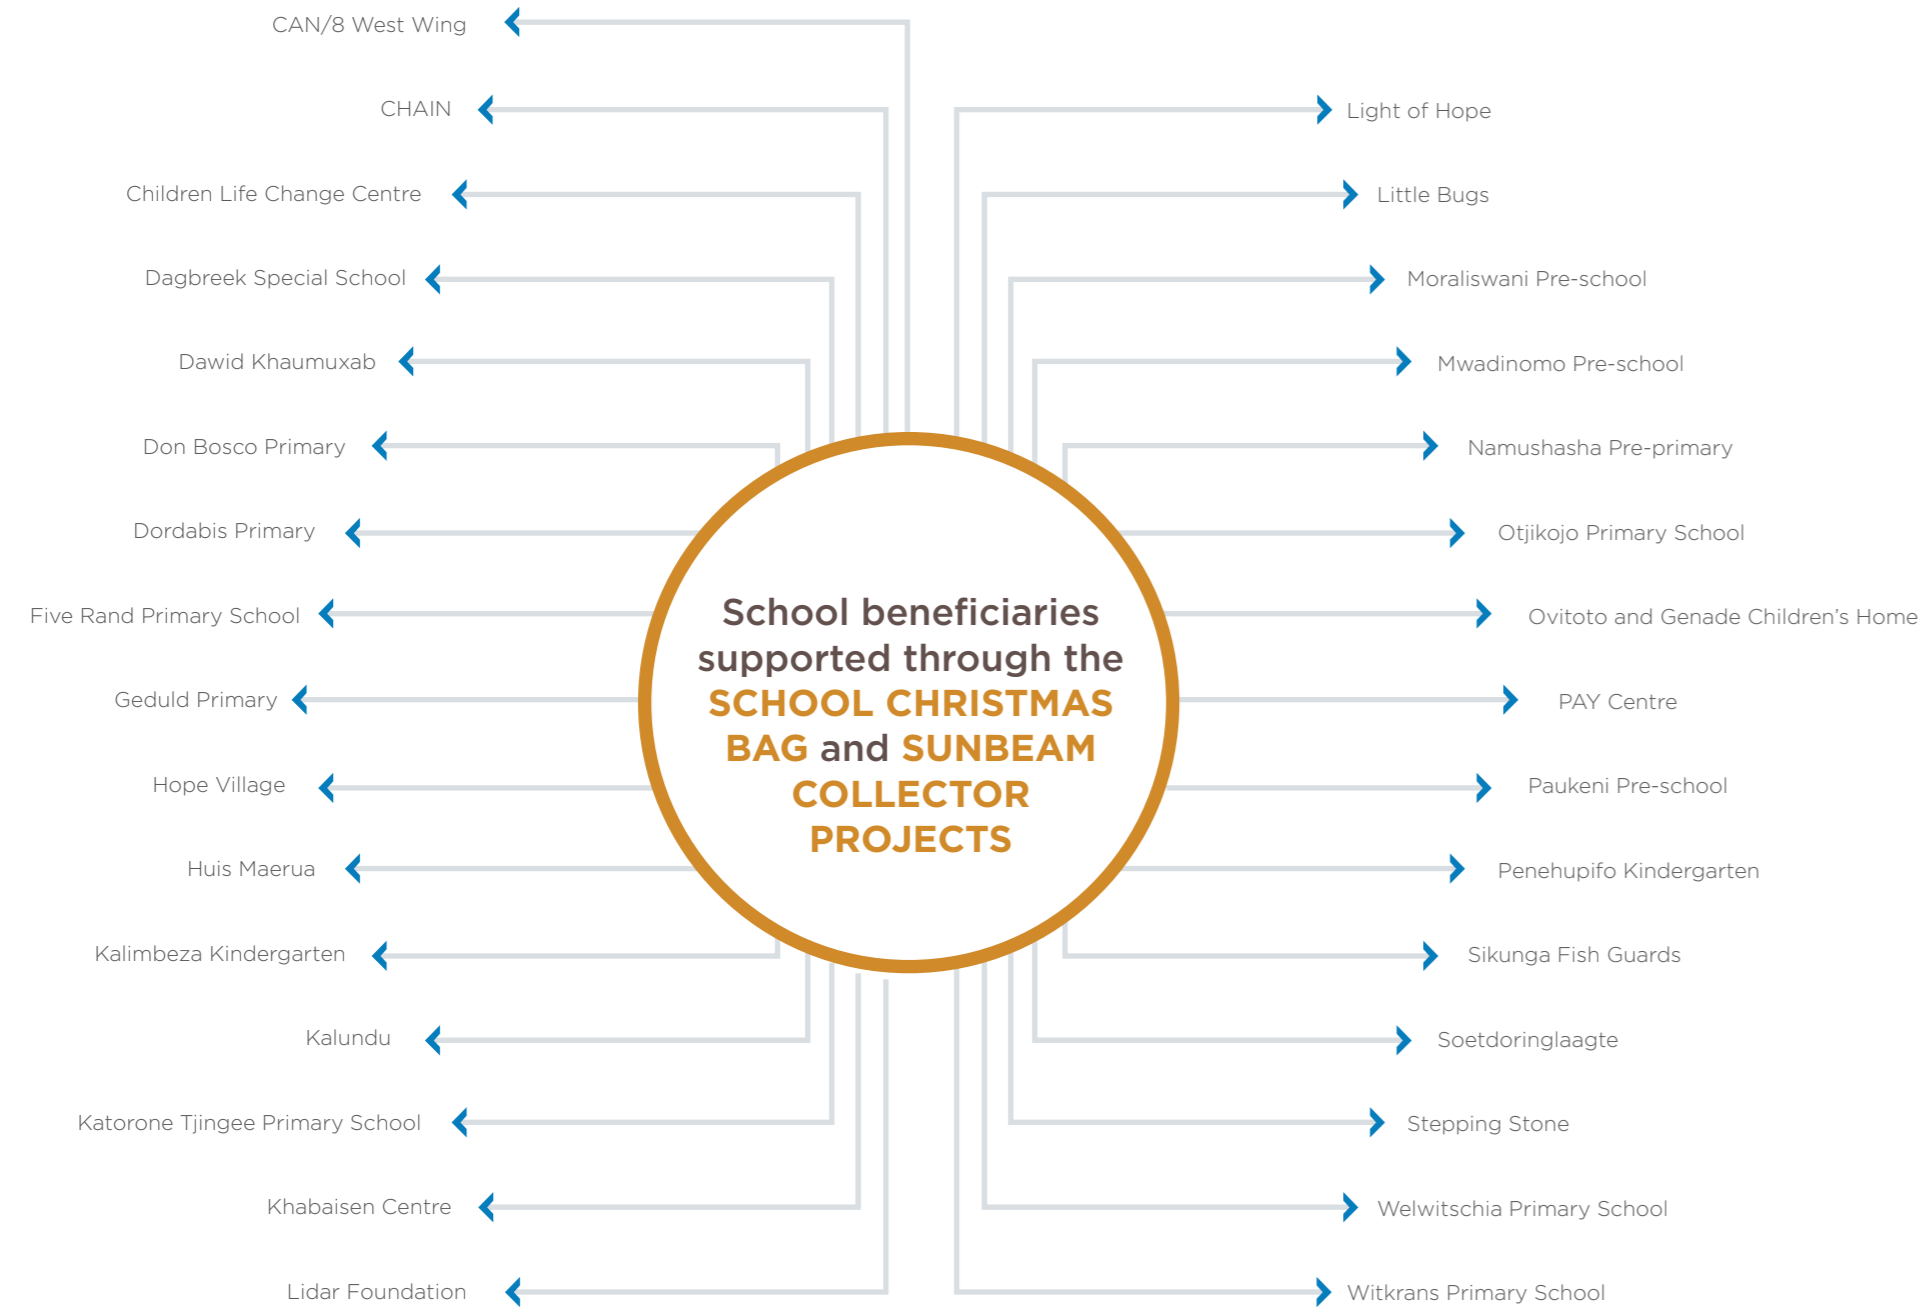 CAN/8 West Wing
CHAIN
Children Life Change Centre
Dagbreek Special School
Dawid Khaumuxab
Don Bosco Primary
Dordabis Primary
Five Rand Primary School
Geduld Primary
Hope Village
Huis Maerua
Kalimbeza Kindergarten
Kalundu
Katorone Tjingee Primary School
Khabaisen Centre
Lidar Foundation
School beneficiaries
supported through the
SCHOOL CHRISTMAS
BAG and SUNBEAM
COLLECTOR
PROJECTS
Light of Hope
Little Bugs
Moraliswani Pre-school
Mwadinomo Pre-school
Namushasha Pre-primary
Otjikojo Primary School
Ovitoto and Genade Children’s Home
PAY Centre
Paukeni Pre-school
Penehupifo Kindergarten
Sikunga Fish Guards
Soetdoringlaagte
Stepping Stone
Welwitschia Primary School
Witkrans Primary School